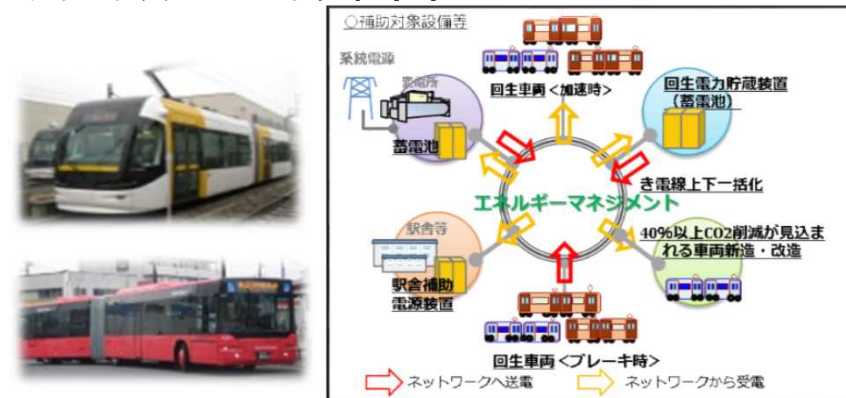 ○補助対象設備等
系統電源
変電所
蓄電池
回生車両<加速時>
回生電力貯蔵装置
(蓄電池)
き電線上下一括化
エネルギーマネジメント
40%以上CO2削減が見込ま
れる車両新造・改造
駅舎等
駅舎補助
電源装置
回生車両<ブレーキ時>
ネットワークへ送電
ネットワークから受電